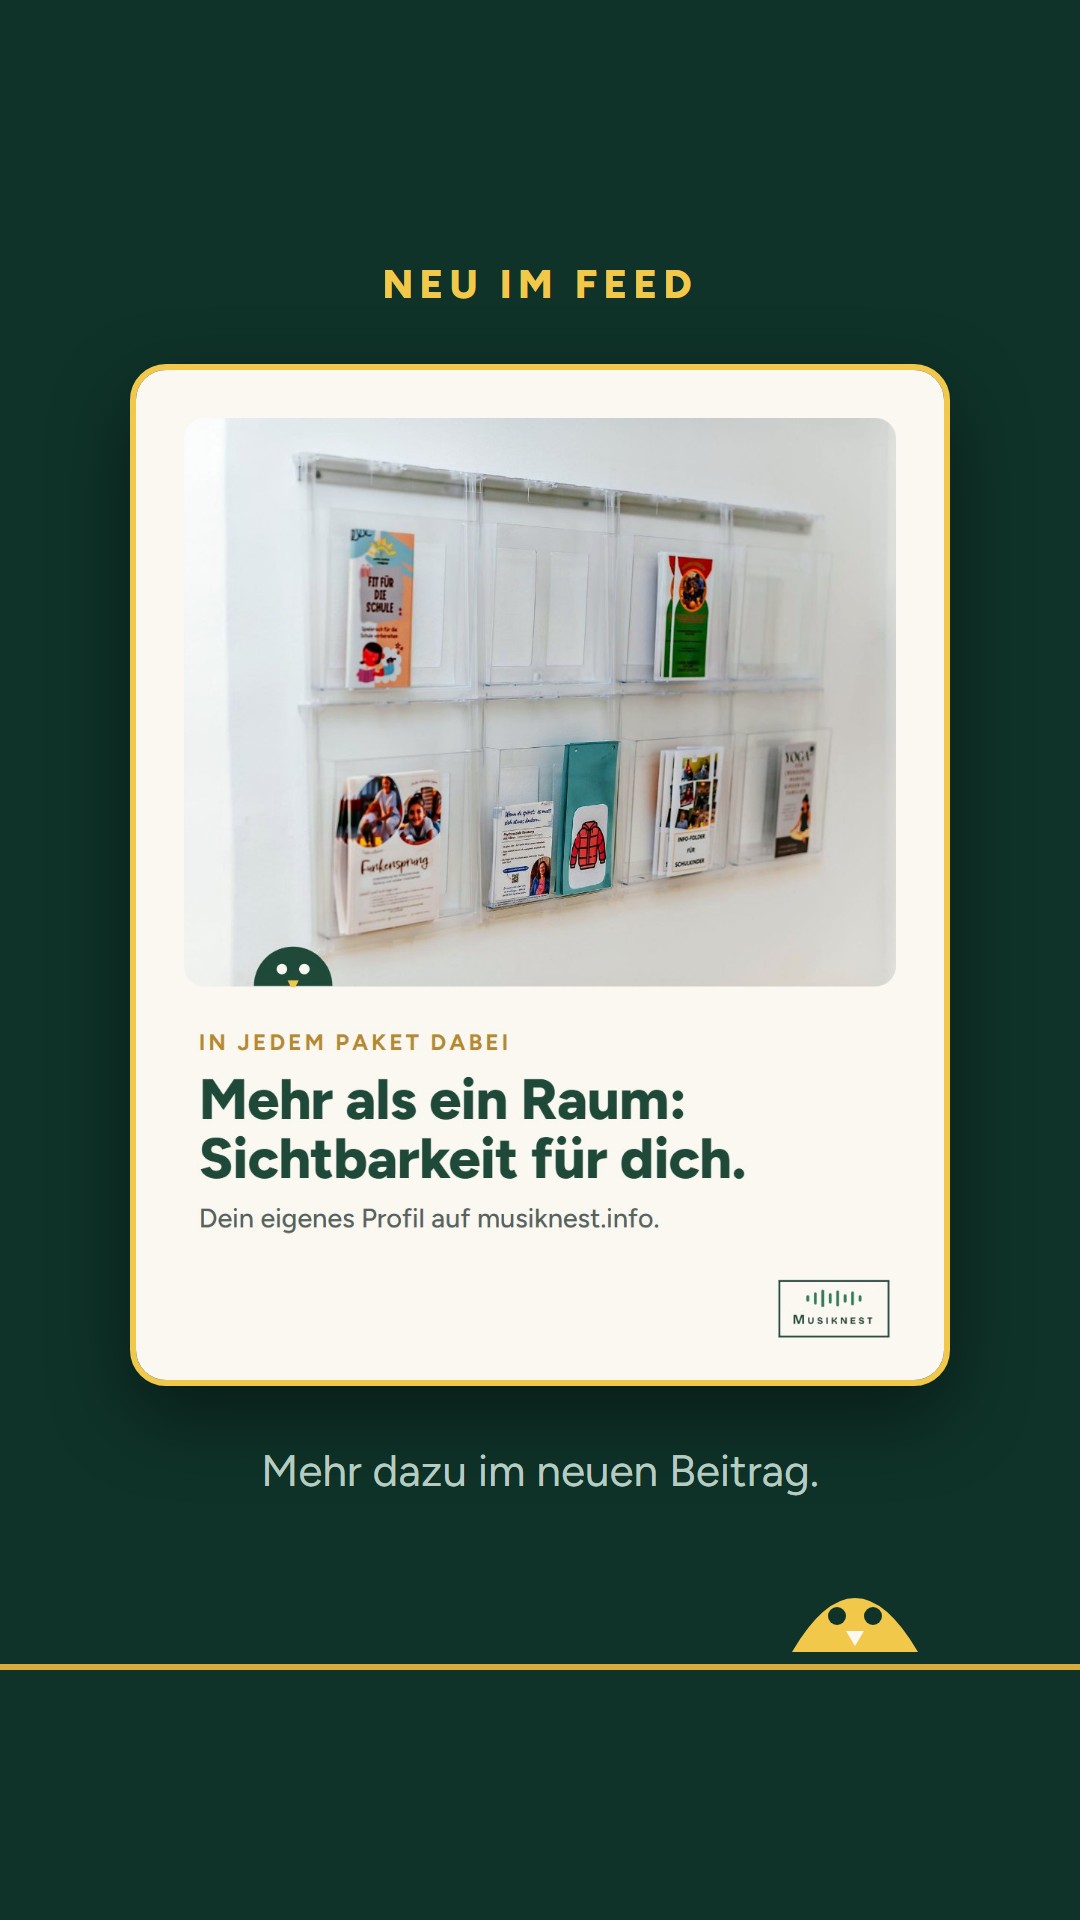 NEU IM FEED
FIT FÜR
DIE
SCHULE
YOGA
Funkensprung
INFO-FOLDER
FÜR
SCHULKINDER
IN JEDEM PAKET DABEI
Mehr als ein Raum:
Sichtbarkeit für dich.
Dein eigenes Profil auf musiknest.info.
MUSIKNEST
Mehr dazu im neuen Beitrag.